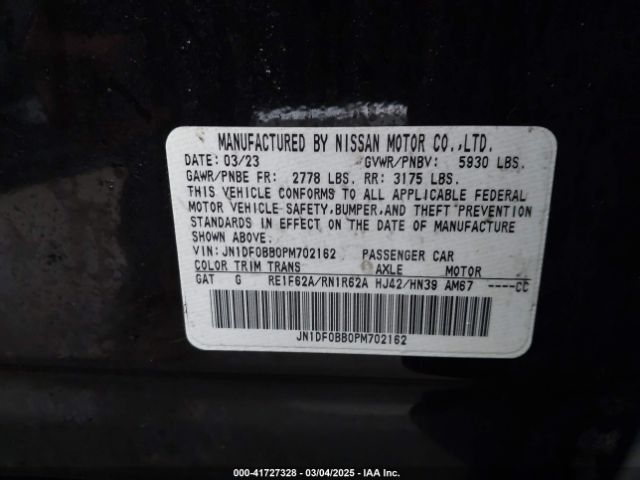 MANUFACTURED BY NISSAN MOTOR CO.,LTD.
DATE: 03/23 GVWR/PNBV: 5930 LBS.
GAWR/PNBE FR: 2778 LBS. RR: 3175 LBS.
THIS VEHICLE CONFORMS TO ALL APPLICABLE FEDERAL
MOTOR VEHICLE SAFETY,BUMPER,AND THEFT PREVENTION
STANDARDS IN EFFECT ON THE DATE OF MANUFACTURE
SHOWN ABOVE.
VIN: JN1DF0BB0PM702162 PASSENGER CAR
COLOR TRIM TRANS AXLE MOTOR
GAT G RE1F62A/RN1R62A HJ42/HN39 AM67 ----CC
JN1DF0BB0PM702162
000-41727328 | 03/04/2025 - IAA Inc.